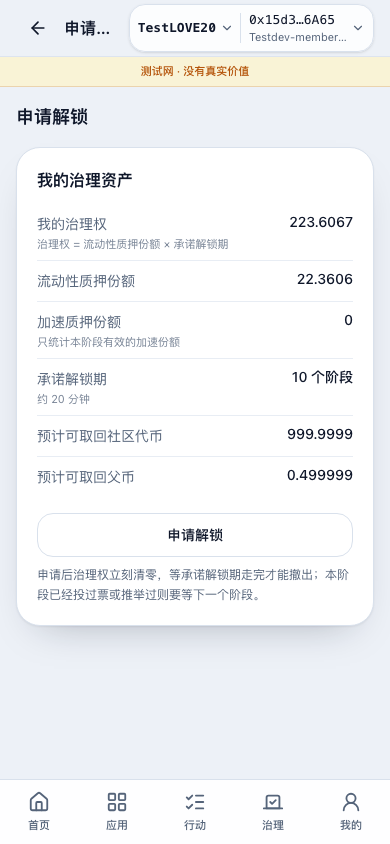 申请...
TestLOVE20
0x15d3…6A65
Testdev-member...
测试网 · 没有真实价值
申请解锁
我的治理资产
我的治理权
223.6067
治理权 = 流动性质押份额 × 承诺解锁期
流动性质押份额
22.3606
加速质押份额
0
只统计本阶段有效的加速份额
承诺解锁期
10 个阶段
约 20 分钟
预计可取回社区代币
999.9999
预计可取回父币
0.499999
申请解锁
申请后治理权立刻清零，等承诺解锁期走完才能撤出；本阶
段已经投过票或推举过则要等下一个阶段。
首页
应用
行动
治理
我的